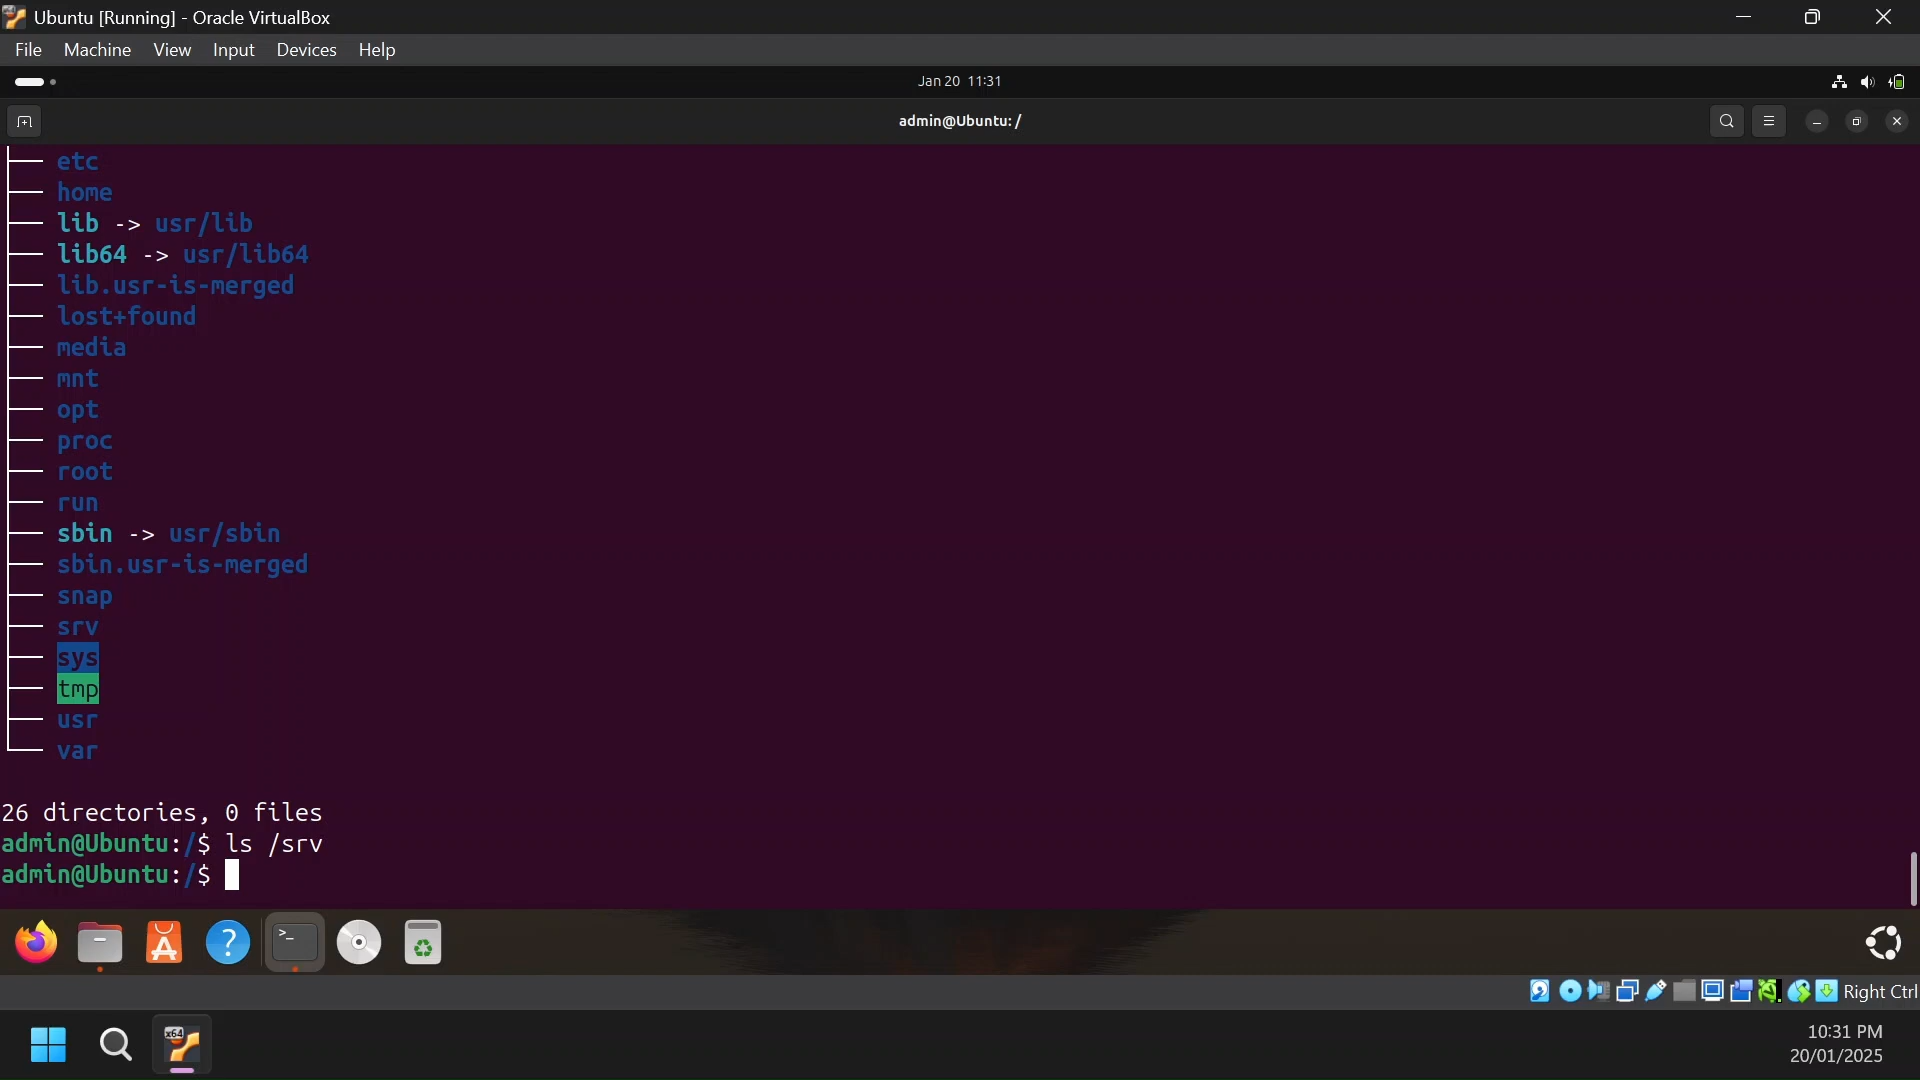 Ubuntu [Running] - Oracle VirtualBox
File Machine View Input Devices Help
Jan 20 11:31
admin@Ubuntu: /
├── etc
├── home
├── lib -> usr/lib
├── lib64 -> usr/lib64
├── lib.usr-is-merged
├── lost+found
├── media
├── mnt
├── opt
├── proc
├── root
├── run
├── sbin -> usr/sbin
├── sbin.usr-is-merged
├── snap
├── srv
├── sys
├── tmp
├── usr
└── var
26 directories, 0 files
admin@Ubuntu:/$ ls /srv
admin@Ubuntu:/$
Right Ctrl
x64
10:31 PM
20/01/2025